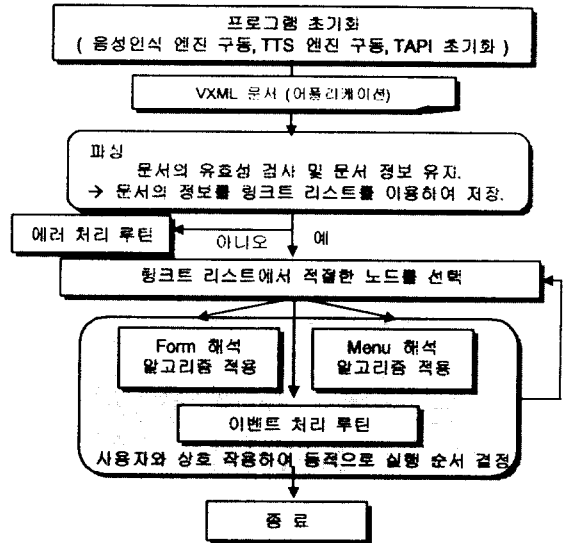 프로그램 초기화
( 음성인식 엔진 구동, TTS 엔진 구동, TAPI 초기화 )
VXML 문서 (어플리케이션)
파싱
문서의 유효성 검사 및 문서 정보 유지.
→ 문서의 정보를 링크트 리스트를 이용하여 저장.
에러 처리 루틴
아니오
예
링크트 리스트에서 적절한 노드를 선택
Form 해석
알고리즘 적용
Menu 해석
알고리즘 적용
이벤트 처리 루틴
사용자와 상호 작용하여 동적으로 실행 순서 결정
종 료